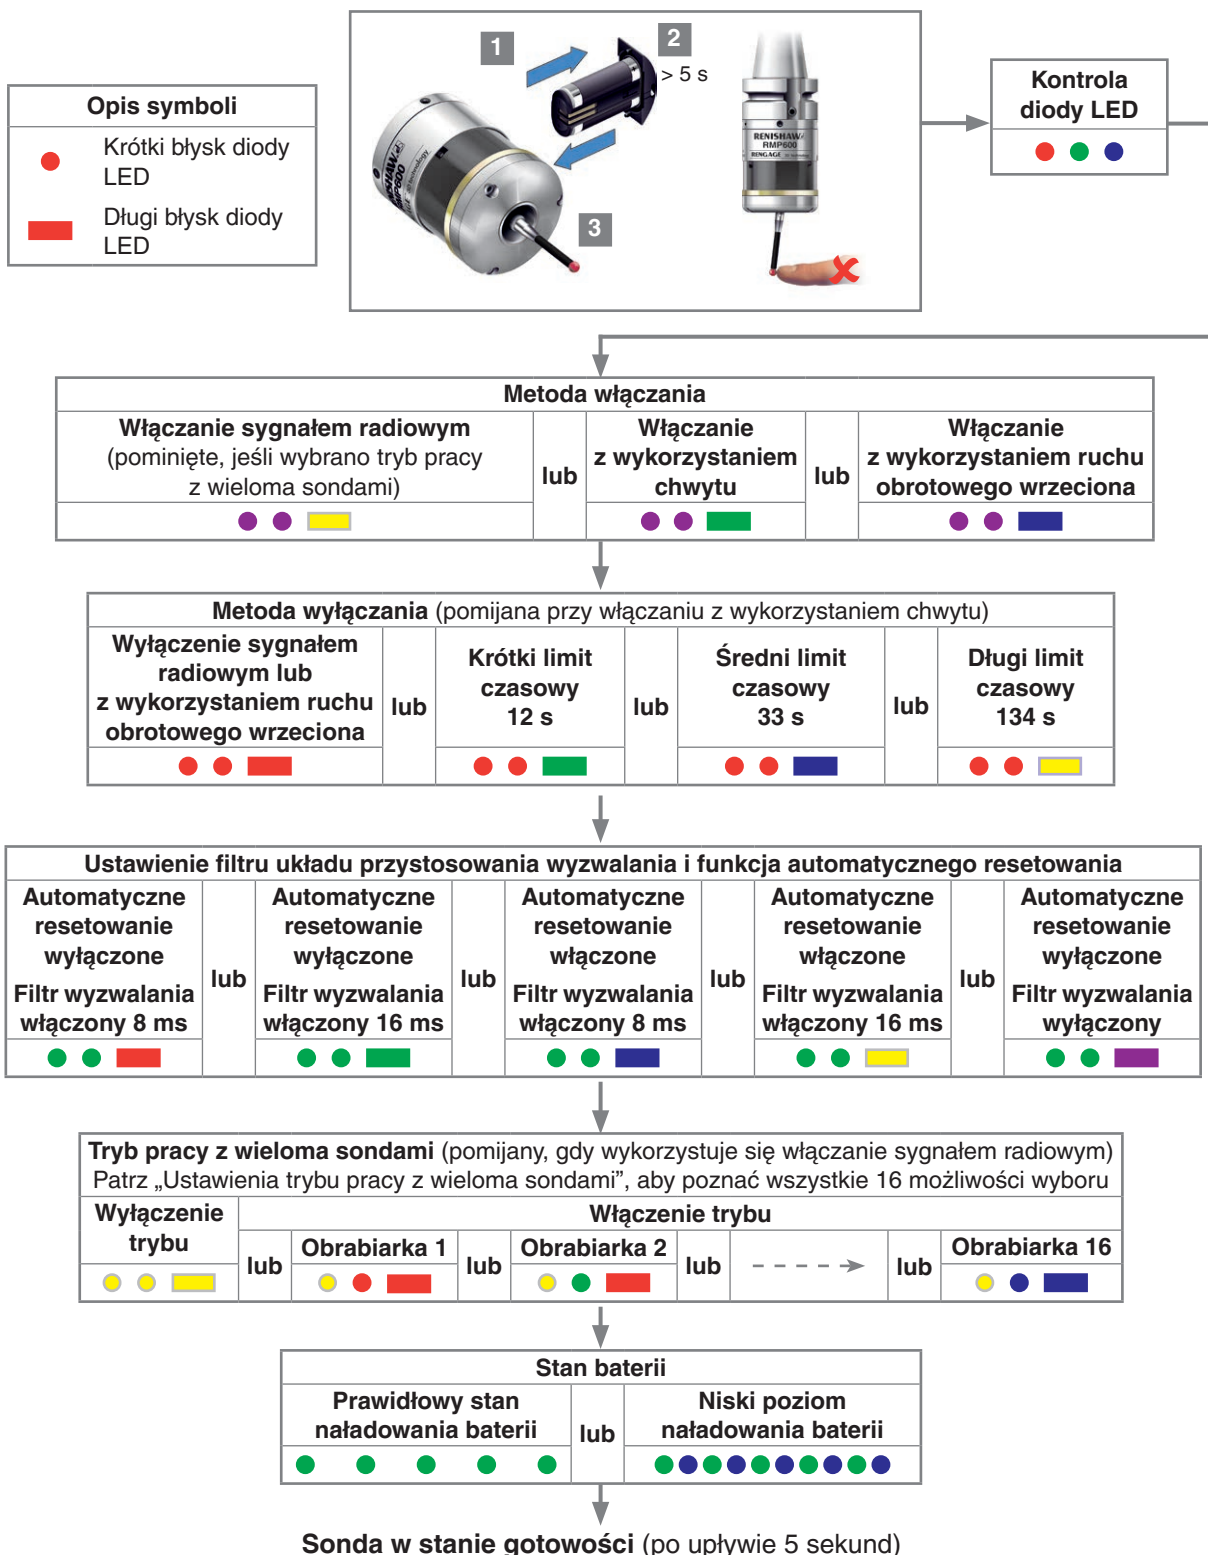 Opis symboli
Krótki błysk diody
LED
Długi błysk diody
LED
1
2
> 5 s
3
RENISHAW
RMP600
RENISHAW
RMP600
RENGAGE
Kontrola
diody LED
Metoda włączania
Włączanie sygnałem radiowym
(pominięte, jeśli wybrano tryb pracy
z wieloma sondami)
lub
Włączanie
z wykorzystaniem
chwytu
lub
Włączanie
z wykorzystaniem ruchu
obrotowego wrzeciona
Metoda wyłączania (pomijana przy włączaniu z wykorzystaniem chwytu)
Wyłączenie sygnałem
radiowym lub
z wykorzystaniem ruchu
obrotowego wrzeciona
lub
Krótki limit
czasowy
12 s
lub
Średni limit
czasowy
33 s
lub
Długi limit
czasowy
134 s
Ustawienie filtru układu przystosowania wyzwalania i funkcja automatycznego resetowania
Automatyczne
resetowanie
wyłączone
Filtr wyzwalania
włączony 8 ms
lub
Automatyczne
resetowanie
wyłączone
Filtr wyzwalania
włączony 16 ms
lub
Automatyczne
resetowanie
włączone
Filtr wyzwalania
włączony 8 ms
lub
Automatyczne
resetowanie
włączone
Filtr wyzwalania
włączony 16 ms
lub
Automatyczne
resetowanie
wyłączone
Filtr wyzwalania
wyłączony
Tryb pracy z wieloma sondami (pomijany, gdy wykorzystuje się włączanie sygnałem radiowym)
Patrz „Ustawienia trybu pracy z wieloma sondami”, aby poznać wszystkie 16 możliwości wyboru
Wyłączenie
trybu
Włączenie trybu
lub
Obrabiarka 1
lub
Obrabiarka 2
lub
lub
Obrabiarka 16
Stan baterii
Prawidłowy stan
naładowania baterii
lub
Niski poziom
naładowania baterii
Sonda w stanie gotowości (po upływie 5 sekund)